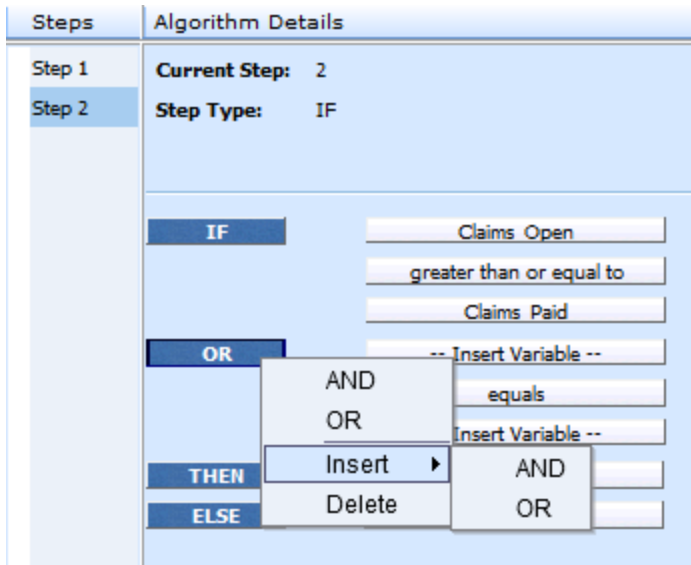 Steps
Algorithm Details
Step 1
Current Step: 2
Step 2
Step Type: IF
IF
Claims Open
greater than or equal to
Claims Paid
OR
-- Insert Variable --
AND
equals
OR
Insert Variable --
THEN
Insert
AND
ELSE
Delete
OR